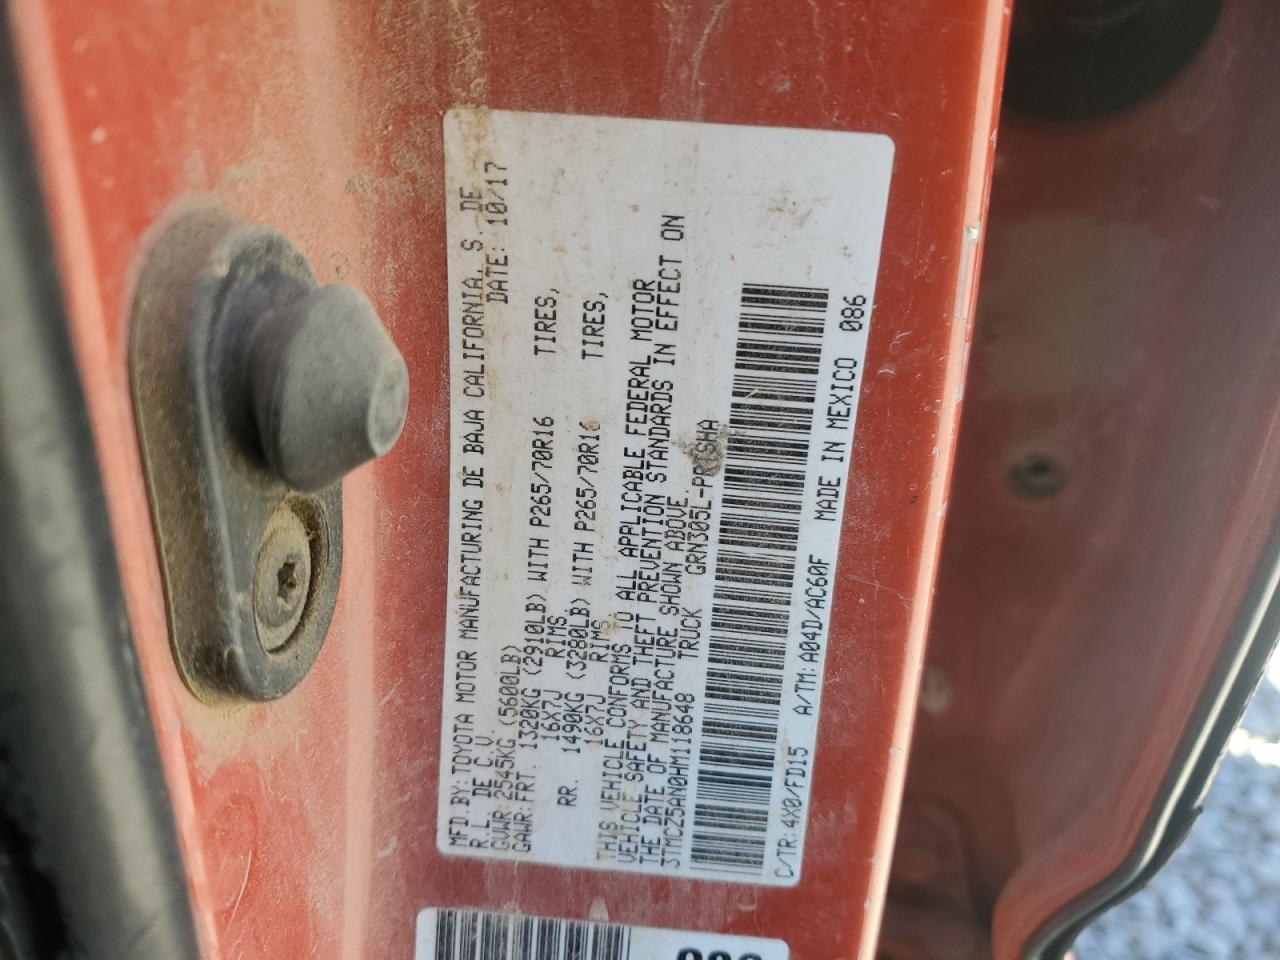 MFD.BY:TOYOTA MOTOR MANUFACTURING DE BAJA CALIFORNIA, S. DE
R.L. DE C.V. DATE: 10/17
GVWR:2545KG (5600LB)
GAWR:FRT. 1320KG (2910LB) WITH P265/70R16 TIRES,
16X7J RIMS,
RR. 1490KG (3280LB) WITH P265/70R16 TIRES,
16X7J RIMS,
THIS VEHICLE CONFORMS TO ALL APPLICABLE FEDERAL MOTOR
VEHICLE SAFETY AND THEFT PREVENTION STANDARDS IN EFFECT ON
THE DATE OF MANUFACTURE SHOWN ABOVE.
3TMCZ5AN0HM118648 TRUCK
C/TR:4X0/FD15 A/TM:A04D/AC60F MADE IN MEXICO 086